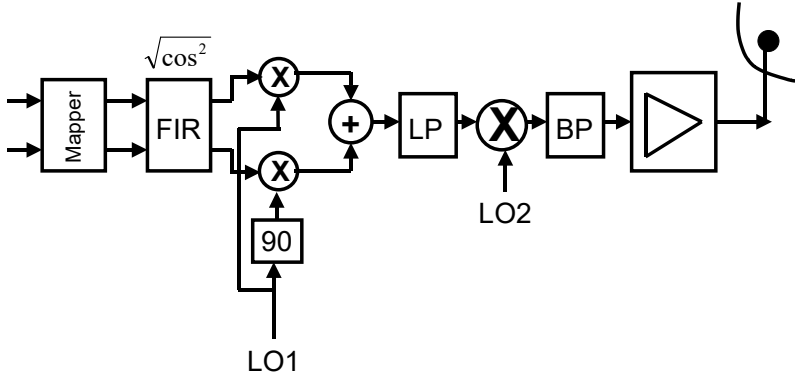 √cos²
Mapper
FIR
X
X
+
LP
X
BP
90
LO1
LO2